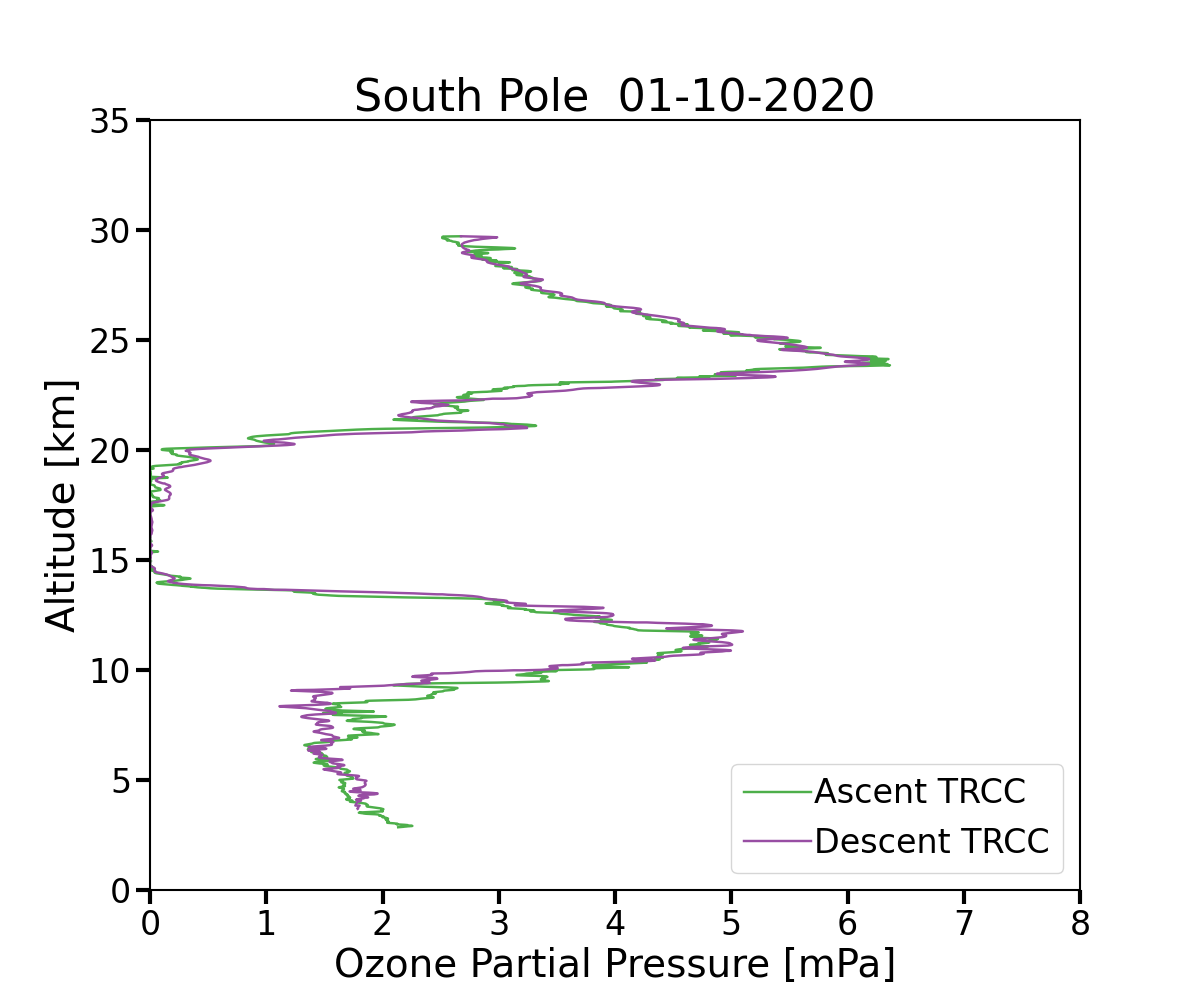 South Pole  01-10-2020
35
30
25
20
15
10
5
0
Altitude [km]
Ascent TRCC
Descent TRCC
0 1 2 3 4 5 6 7 8
Ozone Partial Pressure [mPa]